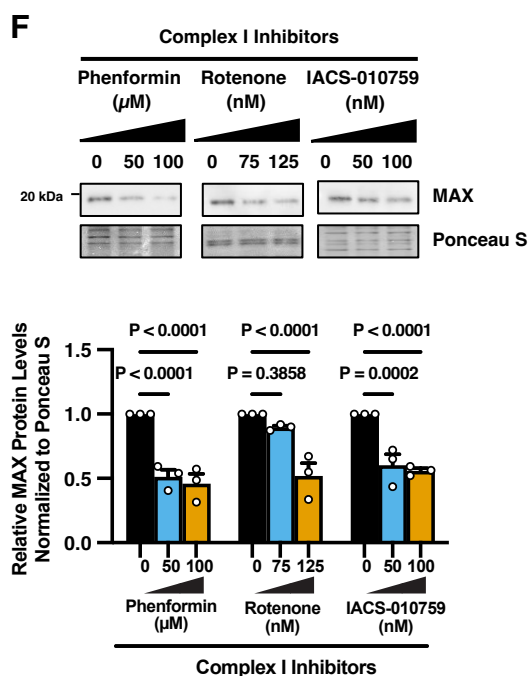 F
Complex I Inhibitors
Phenformin Rotenone IACS-010759
(µM) (nM) (nM)
0 50 100 0 75 125 0 50 100
20 kDa
MAX
Ponceau S
P < 0.0001 P < 0.0001 P < 0.0001
P < 0.0001 P = 0.3858 P = 0.0002
Relative MAX Protein Levels
Normalized to Ponceau S
1.5
1.0
0.5
0.0
0 50 100 0 75 125 0 50 100
Phenformin Rotenone IACS-010759
(µM) (nM) (nM)
Complex I Inhibitors